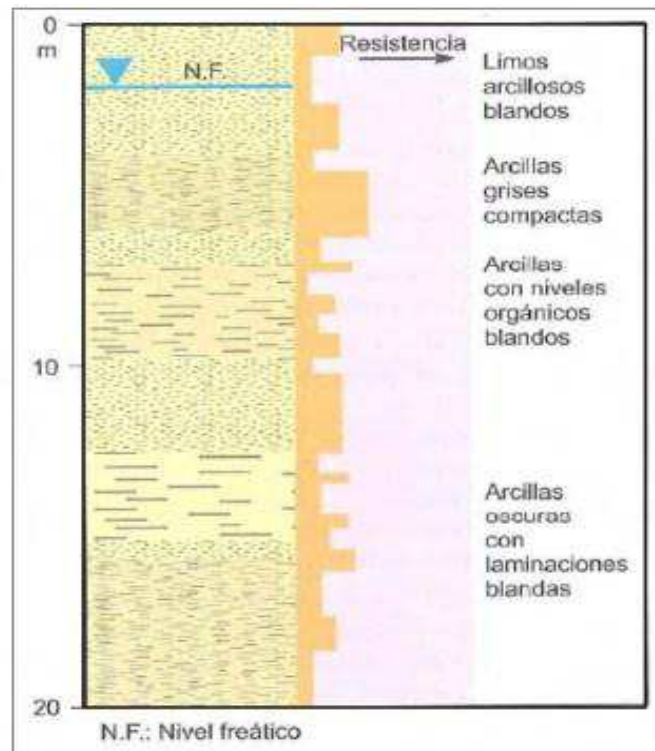 0
m
N.F.
Resistencia
Limos
arcillosos
blandos
Arcillas
grises
compactas
Arcillas
con niveles
orgánicos
blandos
10
Arcillas
oscuras
con
laminaciones
blandas
20
N.F.: Nivel freático